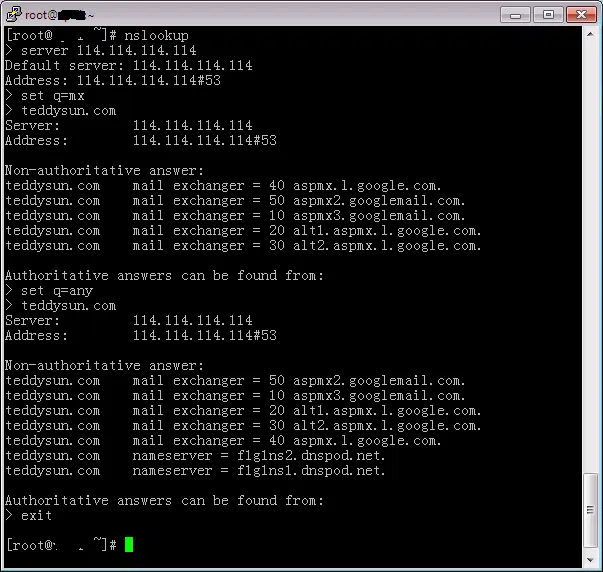 root@ ~
[root@ ~]# nslookup
> server 114.114.114.114
Default server: 114.114.114.114
Address: 114.114.114.114#53
> set q=mx
> teddysun.com
Server: 114.114.114.114
Address: 114.114.114.114#53
Non-authoritative answer:
teddysun.com mail exchanger = 40 aspmx.l.google.com.
teddysun.com mail exchanger = 50 aspmx2.googlemail.com.
teddysun.com mail exchanger = 10 aspmx3.googlemail.com.
teddysun.com mail exchanger = 20 alt1.aspmx.l.google.com.
teddysun.com mail exchanger = 30 alt2.aspmx.l.google.com.
Authoritative answers can be found from:
> set q=any
> teddysun.com
Server: 114.114.114.114
Address: 114.114.114.114#53
Non-authoritative answer:
teddysun.com mail exchanger = 50 aspmx2.googlemail.com.
teddysun.com mail exchanger = 10 aspmx3.googlemail.com.
teddysun.com mail exchanger = 20 alt1.aspmx.l.google.com.
teddysun.com mail exchanger = 30 alt2.aspmx.l.google.com.
teddysun.com mail exchanger = 40 aspmx.l.google.com.
teddysun.com nameserver = f1g1ns2.dnspod.net.
teddysun.com nameserver = f1g1ns1.dnspod.net.
Authoritative answers can be found from:
> exit
[root@ ~]#